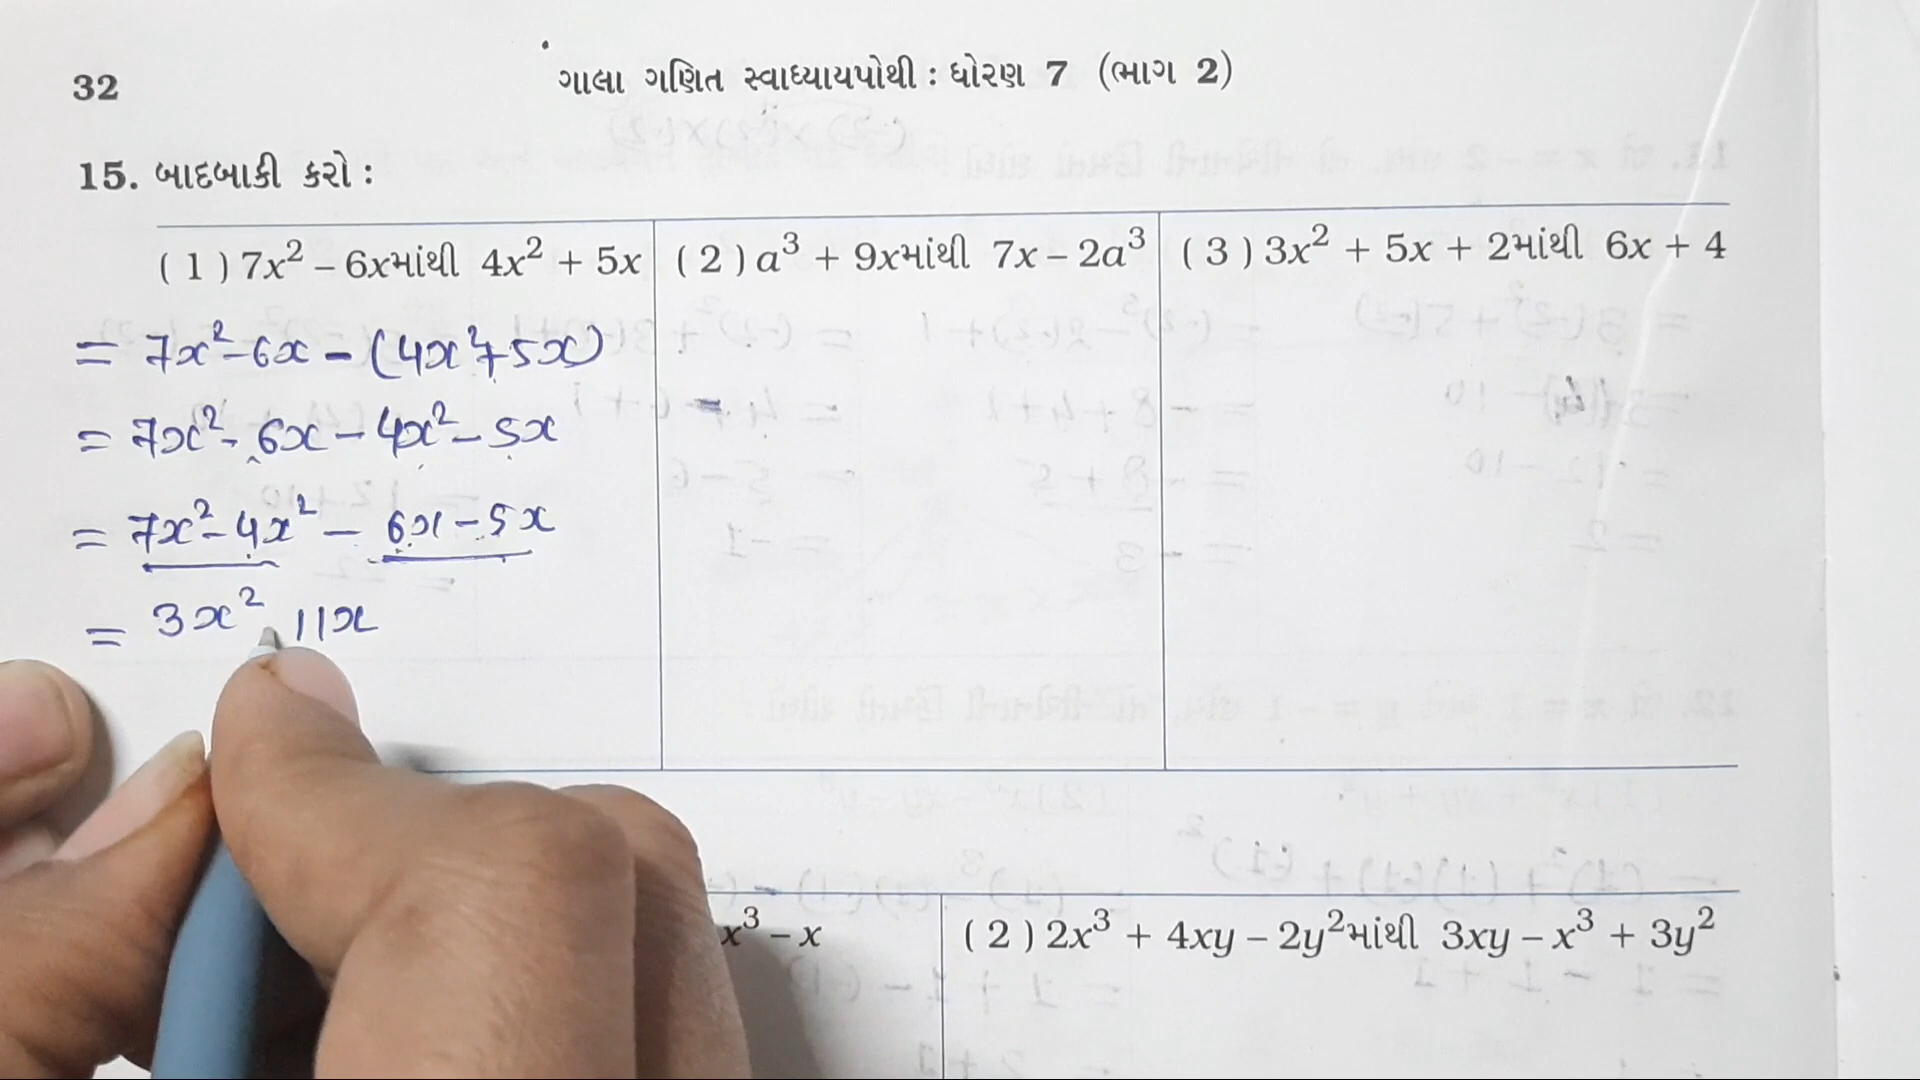 32
ગાલા ગણિત સ્વાધ્યાયપોથી : ધોરણ 7 (ભાગ 2)
15. બાદબાકી કરો :
(1) 7x² – 6xમાંથી 4x² + 5x
= 7x² - 6x - (4x² + 5x)
= 7x² - 6x - 4x² - 5x
= 7x² - 4x² - 6x - 5x
= 3x² 11x
(2) a³ + 9xમાંથી 7x – 2a³
(3) 3x² + 5x + 2માંથી 6x + 4
x³ – x
(2) 2x³ + 4xy – 2y²માંથી 3xy – x³ + 3y²